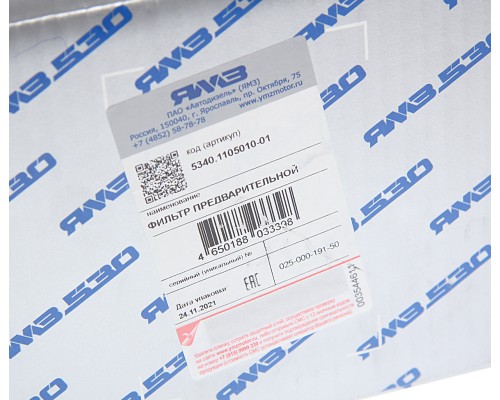 ЯМЗ 530
ЯМЗ
ПАО «Автодизель» (ЯМЗ)
Россия, 150040, г. Ярославль, пр. Октября, 75
+7 (4852) 58-78-78 www.ymzmotor.ru
код (артикул)
5340.1105010-01
наименование
ФИЛЬТР ПРЕДВАРИТЕЛЬНОЙ
4 650188 033338
серийный (уникальный) №
025-000-191-50
Дата упаковки
24.11.2021
EAC